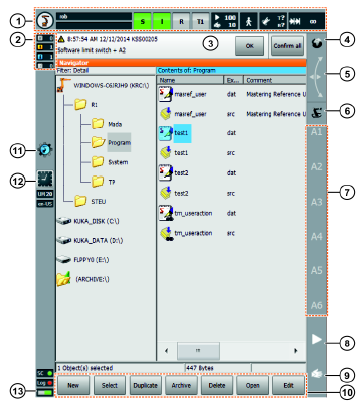 1
rob
S I R T1 100 10 1? x? ∞
2
8:57:54 AM 12/12/2014 KSS00205
Software limit switch + A2
3
OK
Confirm all
4
Navigator
Filter: Detail
Contents of: Program
5
Name Ex... Comment
WINDOWS-C6IRJH9 (KRC:\)
masref_user dat Mastering Reference U
R1
masref_user src Mastering Reference U
6
Mada
test1 dat
A1
Program
test1 src
11
System
test2 dat
A2
12
TP
test2 src
A3
7
STEU
tm_useraction dat
KUKA_DISK (C:\)
tm_useraction src
A4
KUKA_DATA (D:\)
FLPPY0 (E:\)
A5
(ARCHIVE:\)
A6
8
1 Object(s) selected
447 Bytes
9
SC
Log
New Select Duplicate Archive Delete Open Edit
13
10